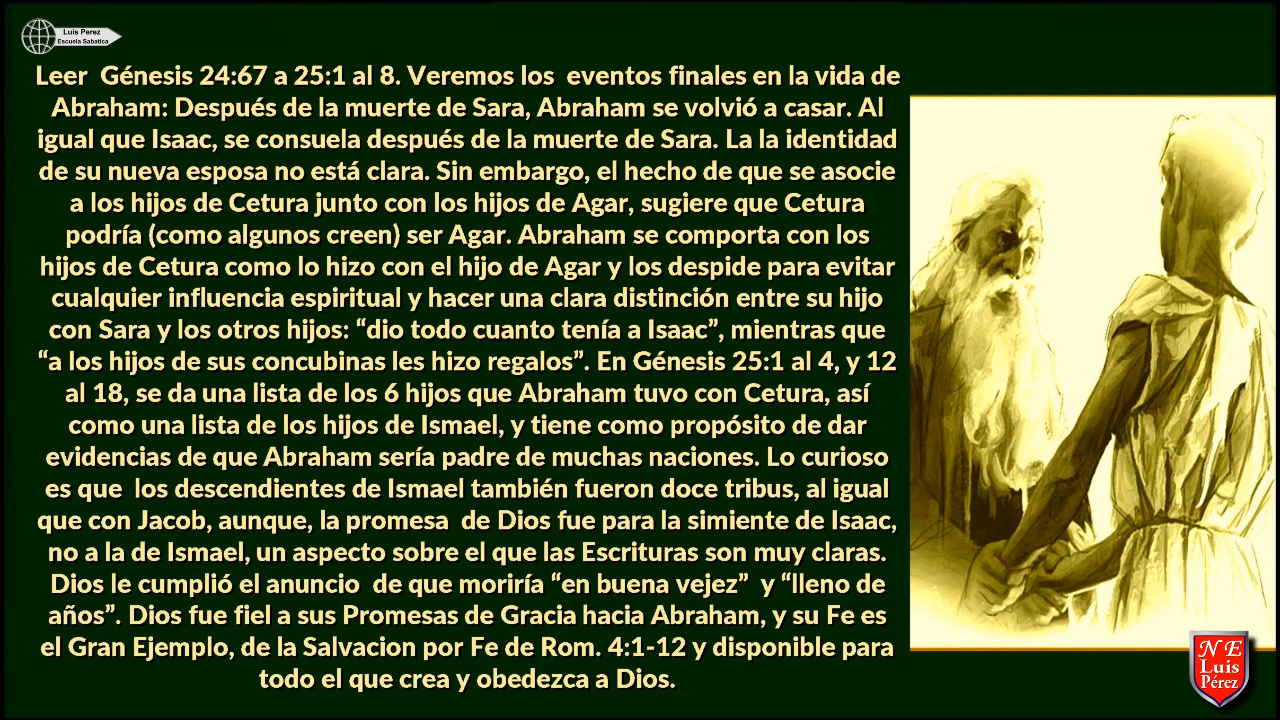 Luis Perez
Escuela Sabatica
Leer  Génesis 24:67 a 25:1 al 8. Veremos los  eventos finales en la vida de
Abraham: Después de la muerte de Sara, Abraham se volvió a casar. Al
igual que Isaac, se consuela después de la muerte de Sara. La la identidad
de su nueva esposa no está clara. Sin embargo, el hecho de que se asocie
a los hijos de Cetura junto con los hijos de Agar, sugiere que Cetura
podría (como algunos creen) ser Agar. Abraham se comporta con los
hijos de Cetura como lo hizo con el hijo de Agar y los despide para evitar
cualquier influencia espiritual y hacer una clara distinción entre su hijo
con Sara y los otros hijos: “dio todo cuanto tenía a Isaac”, mientras que
“a los hijos de sus concubinas les hizo regalos”. En Génesis 25:1 al 4, y 12
al 18, se da una lista de los 6 hijos que Abraham tuvo con Cetura, así
como una lista de los hijos de Ismael, y tiene como propósito de dar
evidencias de que Abraham sería padre de muchas naciones. Lo curioso
es que  los descendientes de Ismael también fueron doce tribus, al igual
que con Jacob, aunque, la promesa  de Dios fue para la simiente de Isaac,
no a la de Ismael, un aspecto sobre el que las Escrituras son muy claras.
Dios le cumplió el anuncio  de que moriría “en buena vejez”  y “lleno de
años”. Dios fue fiel a sus Promesas de Gracia hacia Abraham, y su Fe es
el Gran Ejemplo, de la Salvacion por Fe de Rom. 4:1-12 y disponible para
todo el que crea y obedezca a Dios.
N E
Luis
Pérez